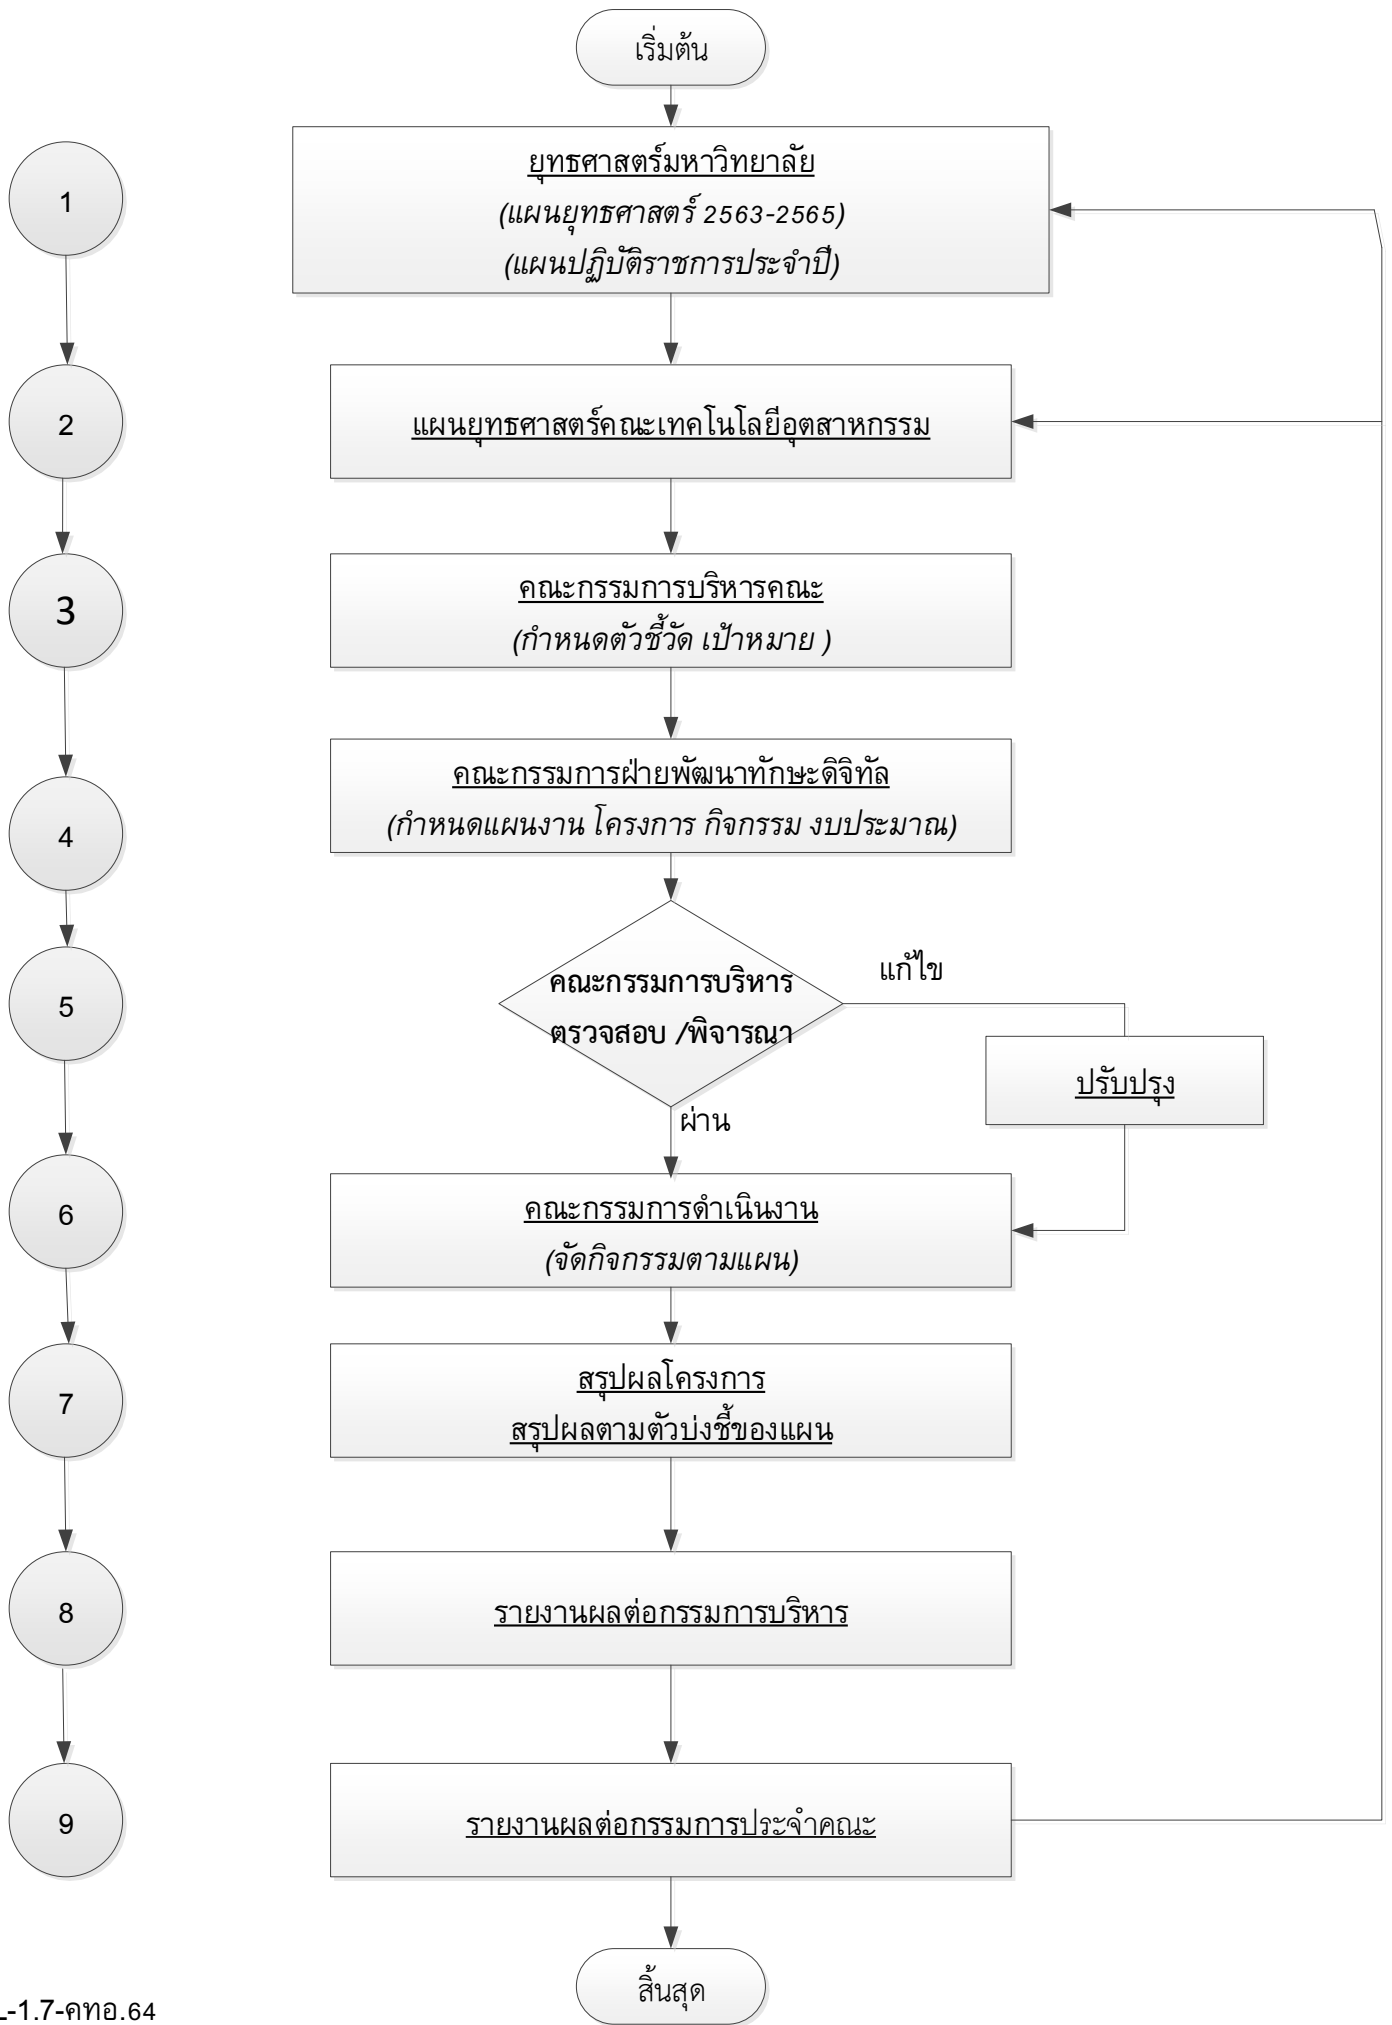 เริ่มต้น
1
ยุทธศาสตร์มหาวิทยาลัย
(แผนยุทธศาสตร์ 2563-2565)
(แผนปฏิบัติราชการประจำปี)
2
แผนยุทธศาสตร์คณะเทคโนโลยีอุตสาหกรรม
3
คณะกรรมการบริหารคณะ
(กำหนดตัวชี้วัด เป้าหมาย )
4
คณะกรรมการฝ่ายพัฒนาทักษะดิจิทัล
(กำหนดแผนงาน โครงการ กิจกรรม งบประมาณ)
5
คณะกรรมการบริหาร
ตรวจสอบ /พิจารณา
แก้ไข
ปรับปรุง
ผ่าน
6
คณะกรรมการดำเนินงาน
(จัดกิจกรรมตามแผน)
7
สรุปผลโครงการ
สรุปผลตามตัวบ่งชี้ของแผน
8
รายงานผลต่อกรรมการบริหาร
9
รายงานผลต่อกรรมการประจำคณะ
สิ้นสุด
-1.7-คทอ.64